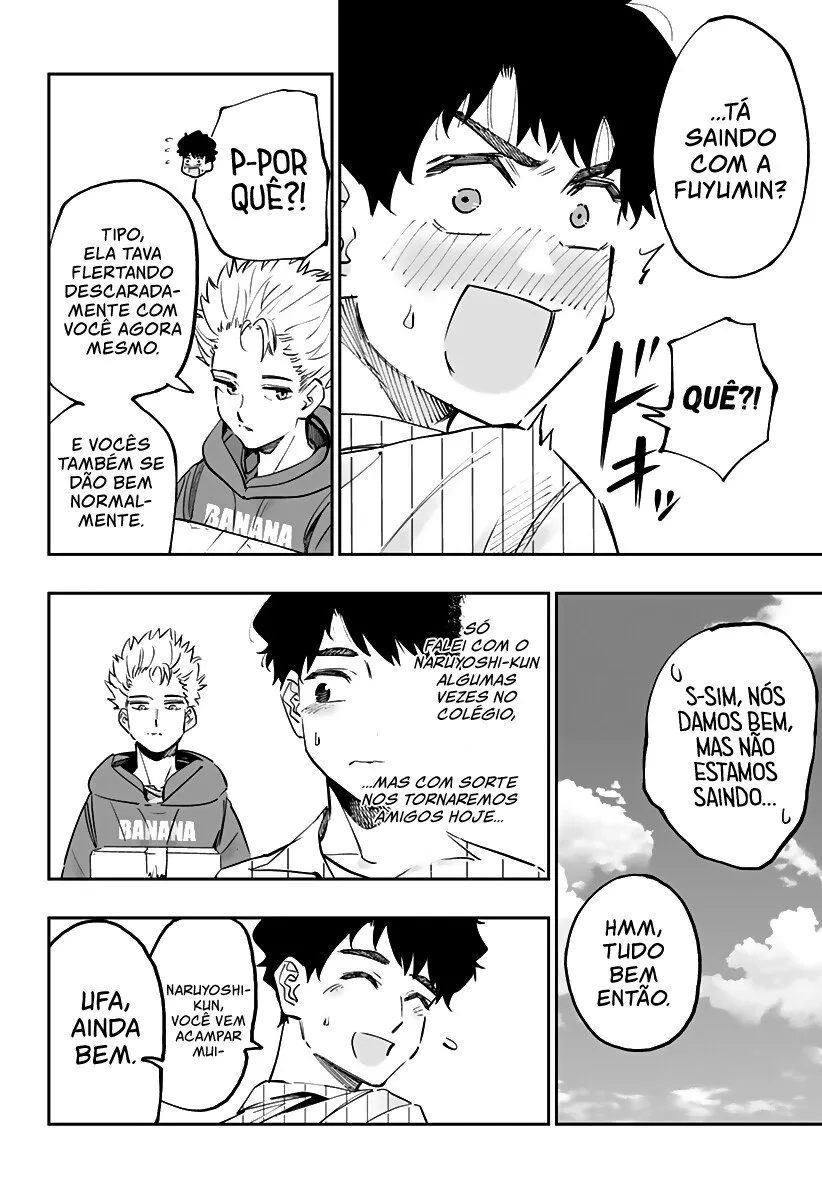 ...TÁ
SAINDO
COM A
FUYUMIN?
QUÊ?!
ドキ
P-POR
QUÊ?!
TIPO,
ELA TAVA
FLERTANDO
DESCARADA-
MENTE COM
VOCÊ AGORA
MESMO.
E VOCÊS
TAMBÉM SE
DÃO BEM
NORMAL-
MENTE.
BANANA
S-SIM, NÓS
DAMOS BEM,
MAS NÃO
ESTAMOS
SAINDO...
HMM,
TUDO
BEM
ENTÃO.
SÓ
FALEI COM O
NARUYOSHI-KUN
ALGUMAS
VEZES NO
COLÉGIO,
...MAS COM SORTE
NOS TORNAREMOS
AMIGOS HOJE...
BANANA
NARUYOSHI-
KUN,
VOCÊ VEM
ACAMPAR
MUI-
UFA,
AINDA
BEM.